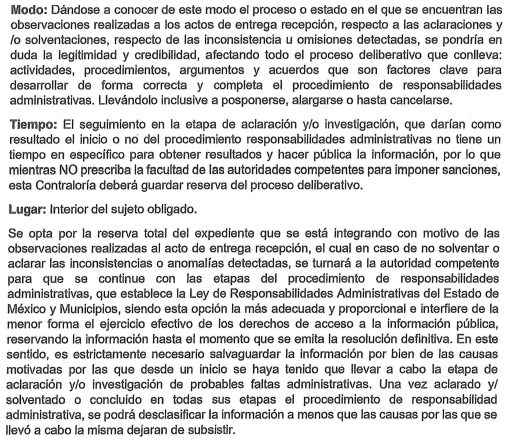 Modo: Dándose a conocer de este modo el proceso o estado en el que se encuentran las
observaciones realizadas a los actos de entrega recepción, respecto a las aclaraciones y
/o solventaciones, respecto de las inconsistencia u omisiones detectadas, se pondría en
duda la legitimidad y credibilidad, afectando todo el proceso deliberativo que conlleva:
actividades, procedimientos, argumentos y acuerdos que son factores clave para
desarrollar de forma correcta y completa el procedimiento de responsabilidades
administrativas. Llevándolo inclusive a posponerse, alargarse o hasta cancelarse.
Tiempo: El seguimiento en la etapa de aclaración y/o investigación, que darían como
resultado el inicio o no del procedimiento responsabilidades administrativas no tiene un
tiempo en específico para obtener resultados y hacer pública la información, por lo que
mientras NO prescriba la facultad de las autoridades competentes para imponer sanciones,
esta Contraloría deberá guardar reserva del proceso deliberativo.
Lugar: Interior del sujeto obligado.
Se opta por la reserva total del expediente que se está integrando con motivo de las
observaciones realizadas al acto de entrega recepción, el cual en caso de no solventar o
aclarar las inconsistencias o anomalías detectadas, se turnará a la autoridad competente
para que se continue con las etapas del procedimiento de responsabilidades
administrativas, que establece la Ley de Responsabilidades Administrativas del Estado de
México y Municipios, siendo esta opción la más adecuada y proporcional e interfiere de la
menor forma el ejercicio efectivo de los derechos de acceso a la información pública,
reservando la información hasta el momento que se emita la resolución definitiva. En este
sentido, es estrictamente necesario salvaguardar la información por bien de las causas
motivadas por las que desde un inicio se haya tenido que llevar a cabo la etapa de
aclaración y/o investigación de probables faltas administrativas. Una vez aclarado y/
solventado o concluido en todas sus etapas el procedimiento de responsabilidad
administrativa, se podrá desclasificar la información a menos que las causas por las que se
llevó a cabo la misma dejaran de subsistir.